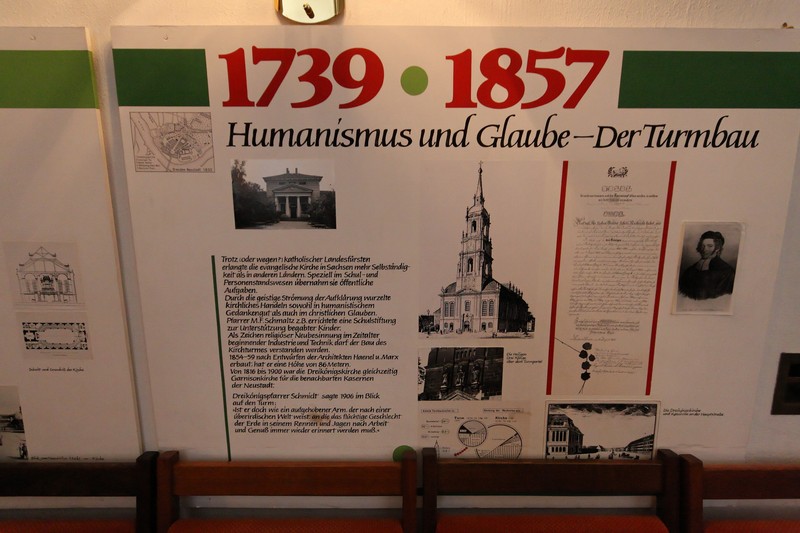 1739 • 1857
Humanismus und Glaube – Der Turmbau
Trotz (oder wegen?) katholischer Landesfürsten
erlangte die evangelische Kirche in Sachsen mehr Selbständig-
keit als in anderen Ländern. Speziell im Schul- und
Personenstandswesen übernahm sie öffentliche
Aufgaben.
Durch die geistige Strömung der Aufklärung wurzelte
kirchliches Handeln sowohl in humanistischem
Gedankengut als auch im christlichen Glauben.
Pfarrer M.F. Schmaltz z.B. errichtete eine Schulstiftung
zur Unterstützung begabter Kinder.
Als Zeichen religiöser Neubesinnung im Zeitalter
beginnender Industrie und Technik darf der Bau des
Kirchturmes verstanden werden.
1854-59 nach Entwürfen der Architekten Haenel u. Marx
erbaut, hat er eine Höhe von 86 Metern.
Von 1816 bis 1900 war die Dreikönigskirche gleichzeitig
Garnisonkirche für die benachbarten Kasernen
der Neustadt.
Dreikönigspfarrer Schmidt sagte 1906 im Blick
auf den Turm:
»Ist er doch wie ein aufgehobener Arm, der nach einer
überirdischen Welt weist, an die das flüchtige Geschlecht
der Erde in seinem Rennen und Jagen nach Arbeit
und Genuß immer wieder erinnert werden muß.«